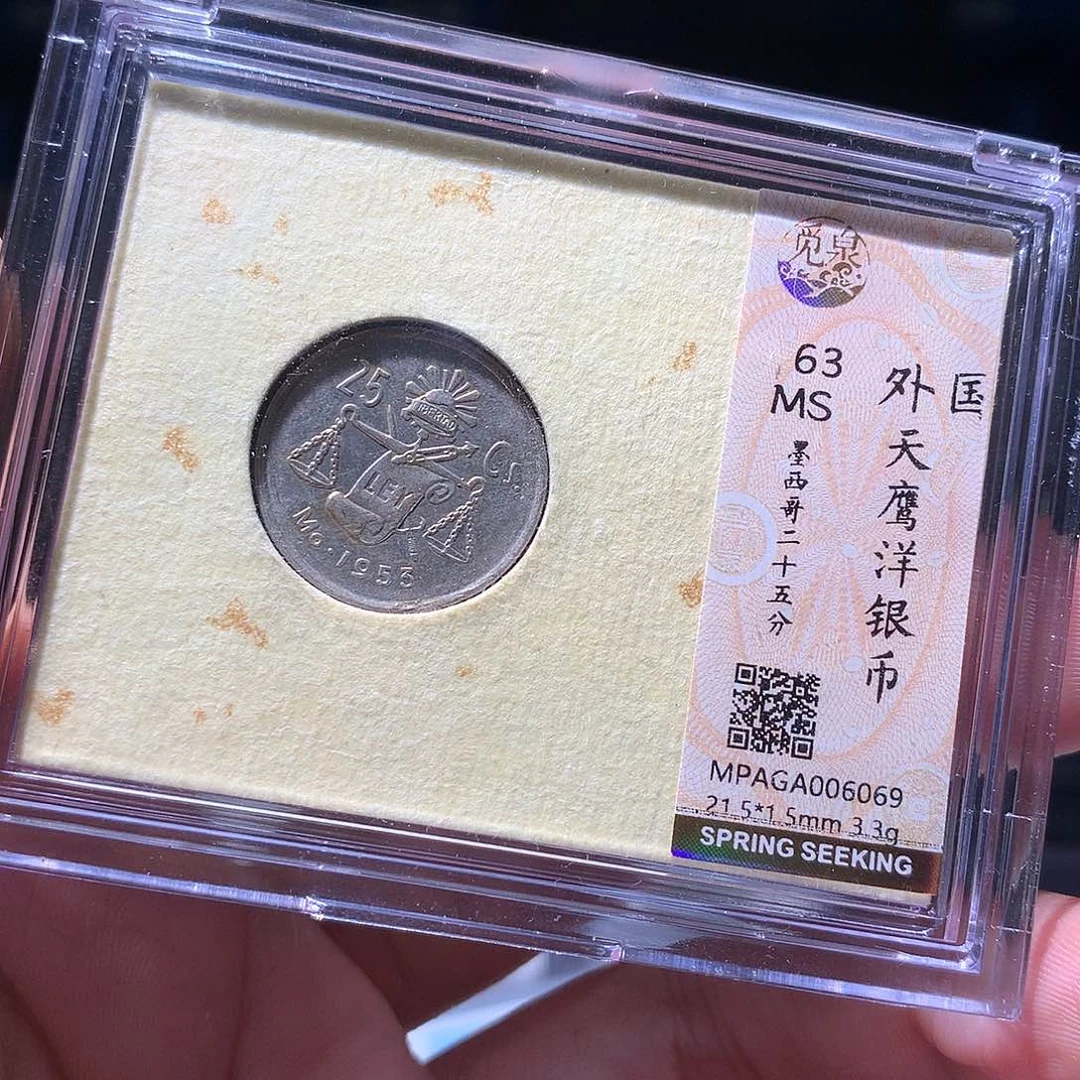 25
LIBERTAD
LEY
Mo. 1953
觅泉
63
MS
外国
天鹰洋银币
墨西哥二十五分
MPAGA006069
21.5*1.5mm 3.3g
SPRING SEEKING